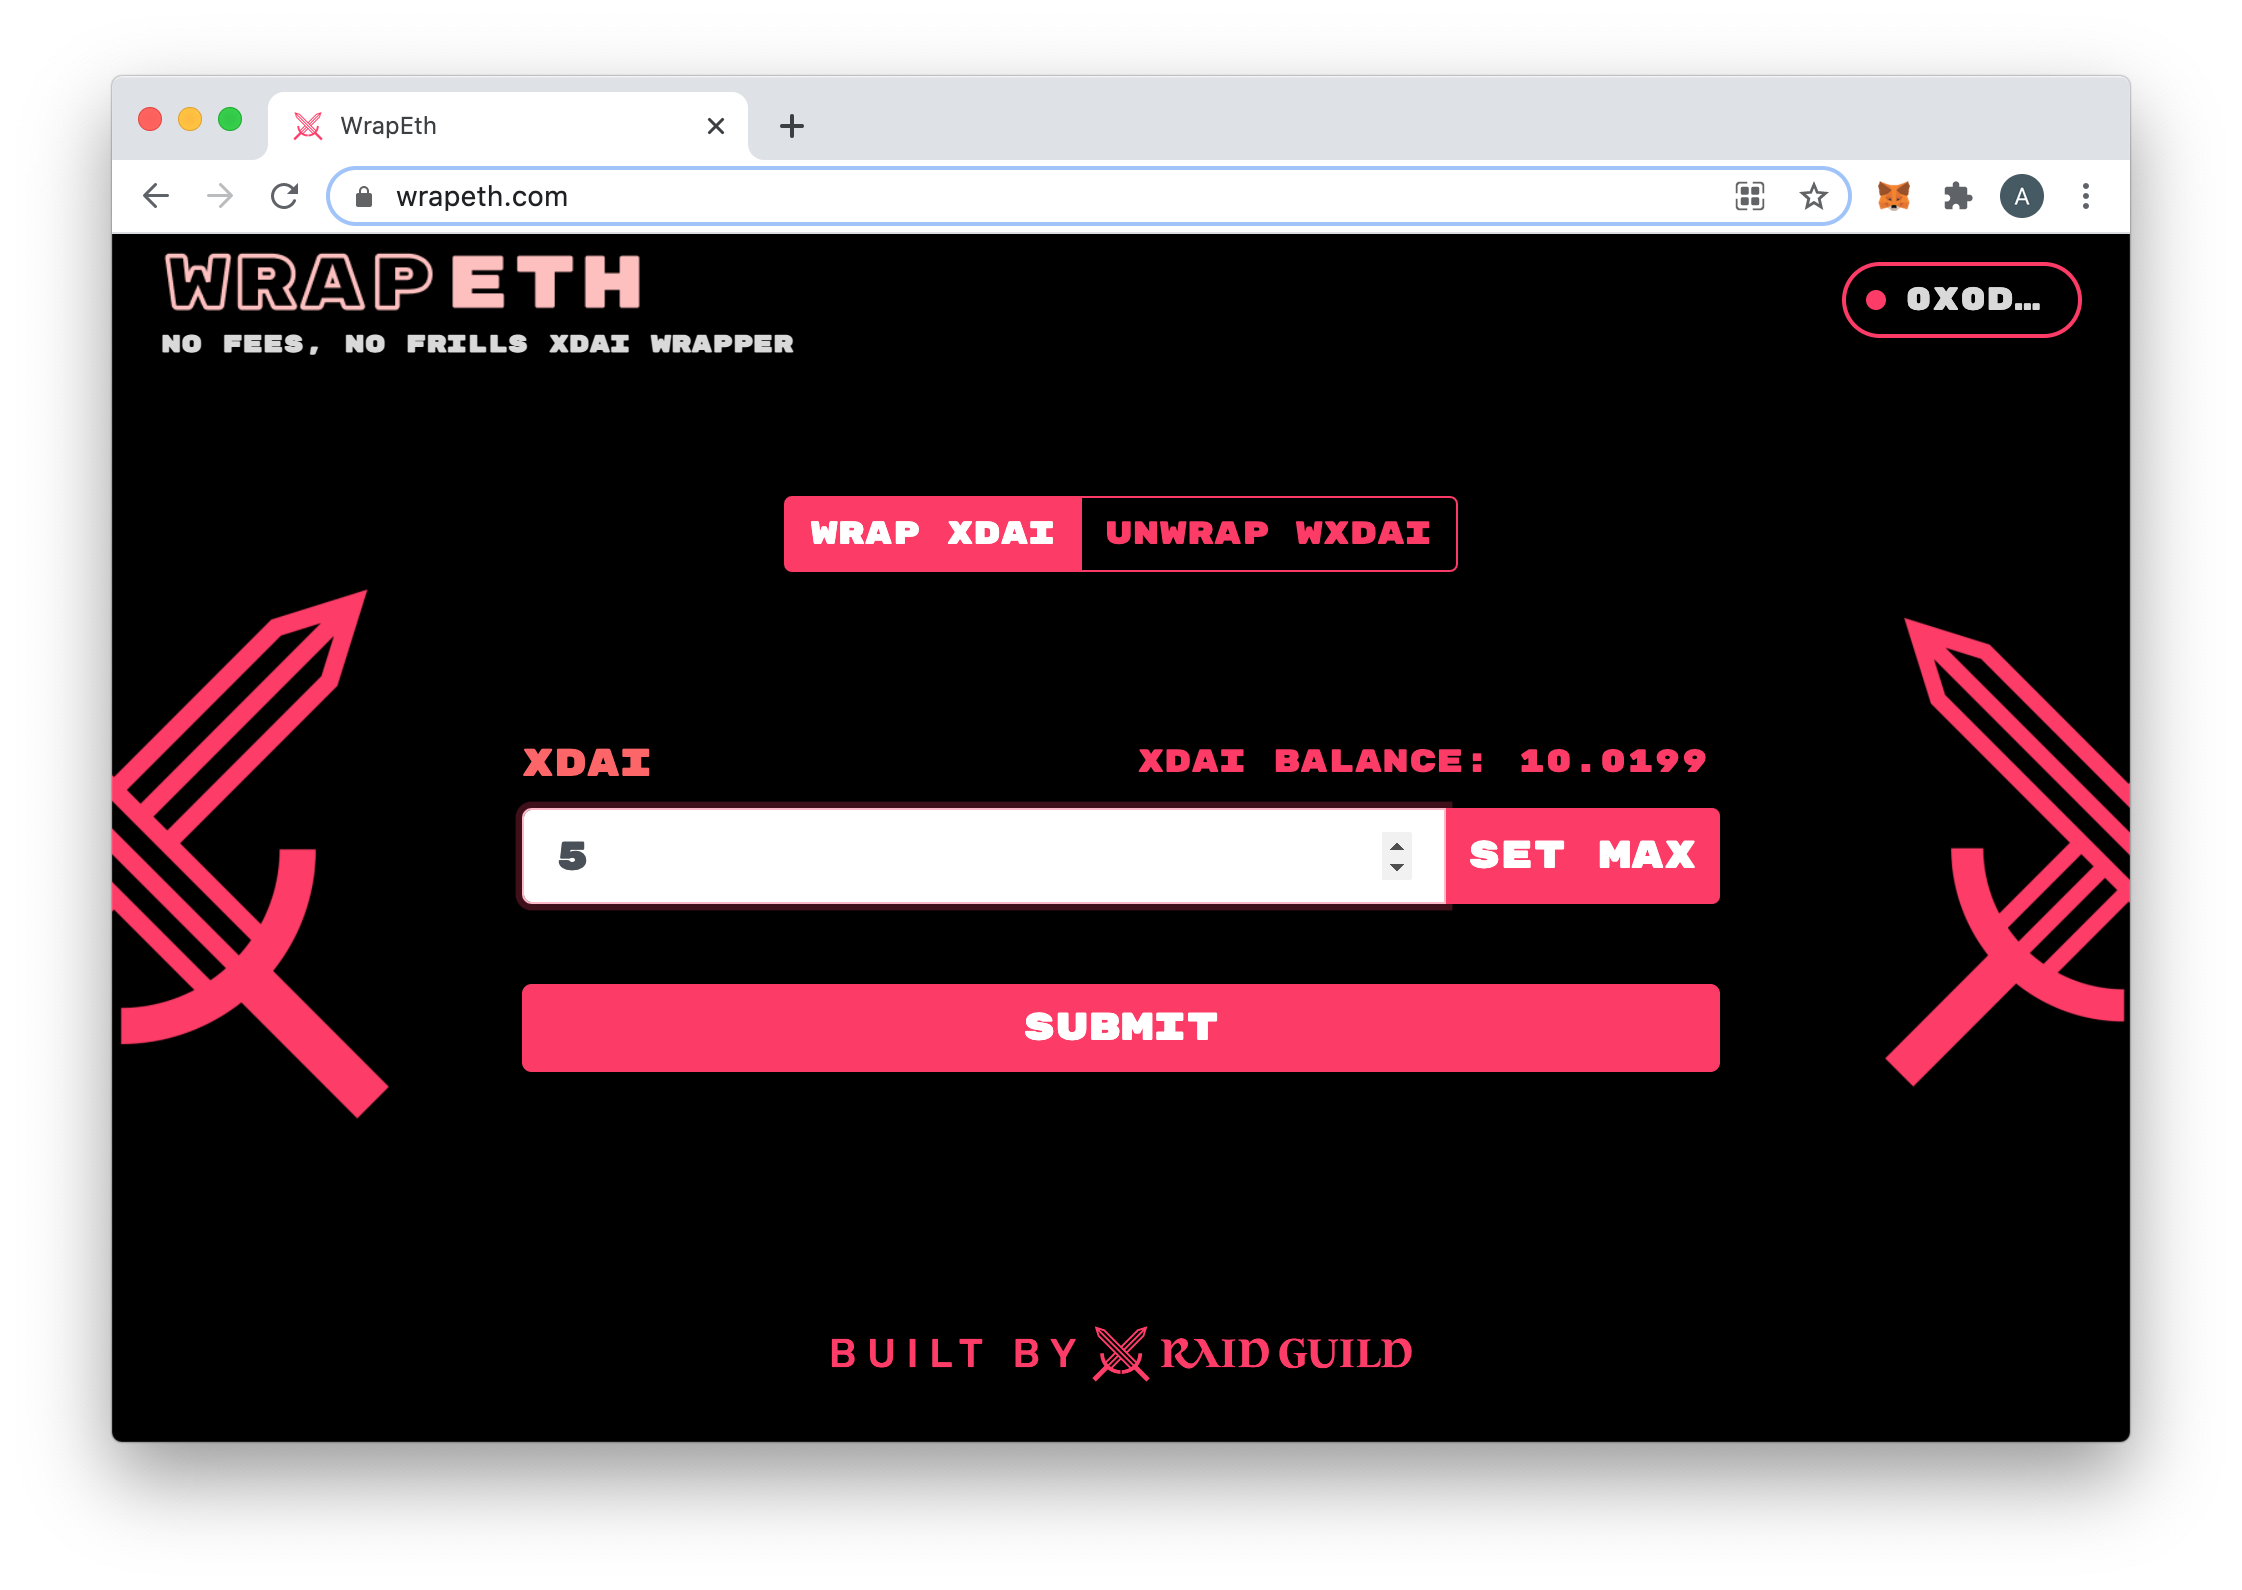 WrapEth
wrapeth.com
A
WRAPETH
0X0D…
NO FEES, NO FRILLS XDAI WRAPPER
WRAP XDAI
UNWRAP WXDAI
XDAI
XDAI BALANCE: 10.0199
5
SET MAX
SUBMIT
BUILT BY RAID GUILD